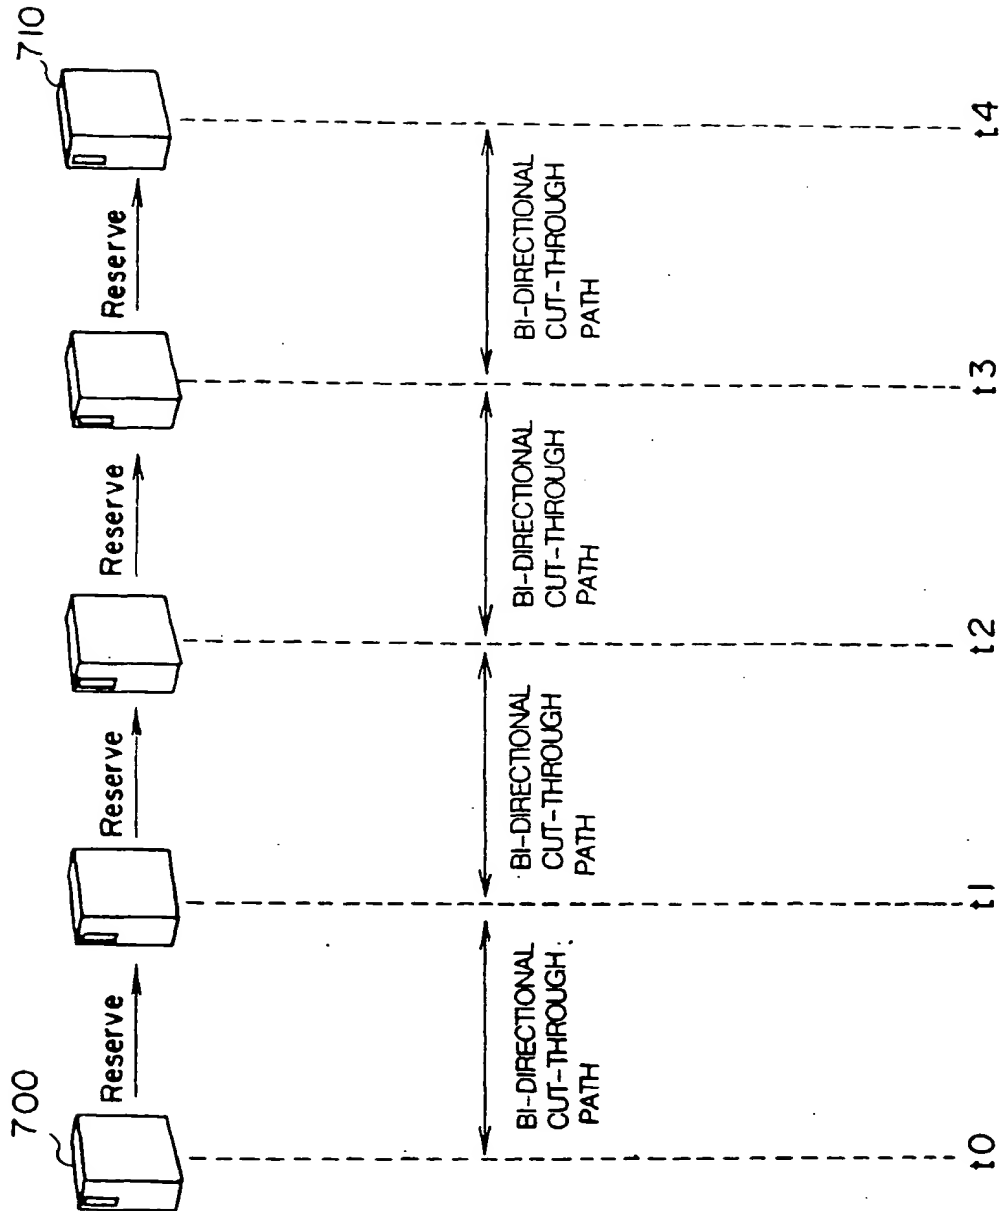 700
710
Reserve
Reserve
Reserve
Reserve
BI-DIRECTIONAL
CUT-THROUGH
PATH
BI-DIRECTIONAL
CUT-THROUGH
PATH
BI-DIRECTIONAL
CUT-THROUGH
PATH
BI-DIRECTIONAL
CUT-THROUGH
PATH
t0
t1
t2
t3
t4